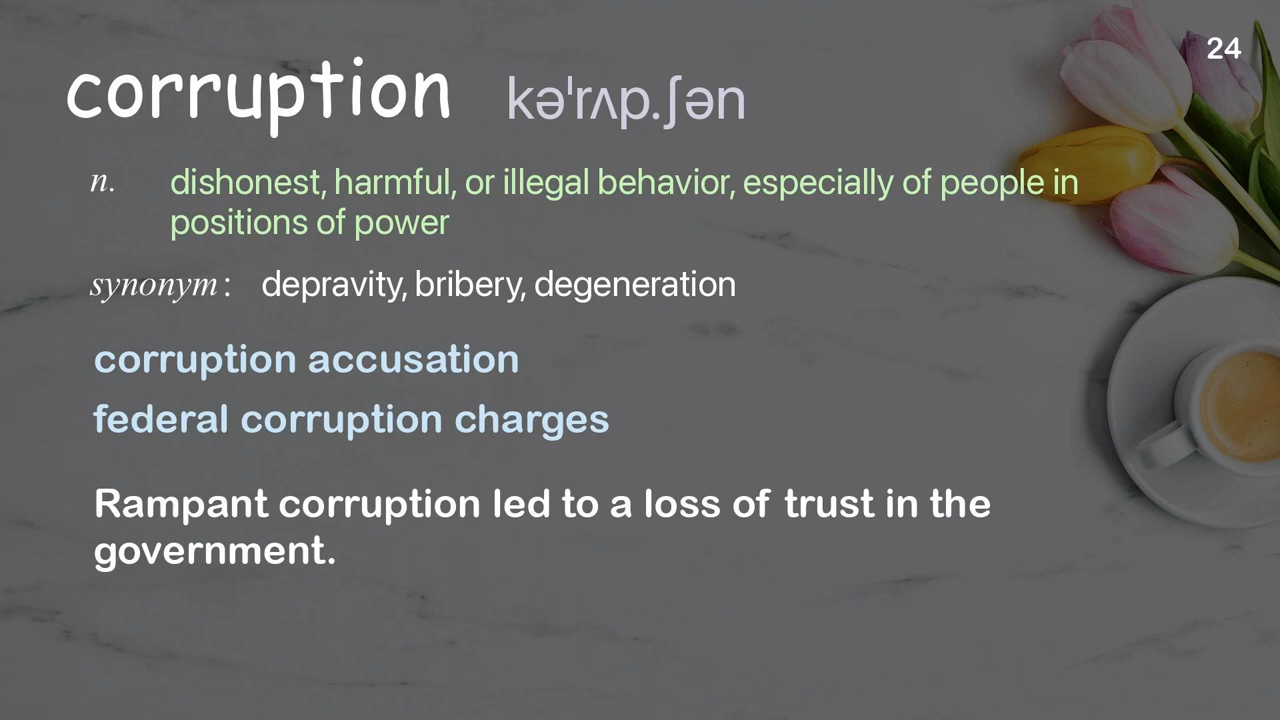 24
corruption kəˈrʌp.ʃən
n. dishonest, harmful, or illegal behavior, especially of people in
positions of power
synonym: depravity, bribery, degeneration
corruption accusation
federal corruption charges
Rampant corruption led to a loss of trust in the
government.